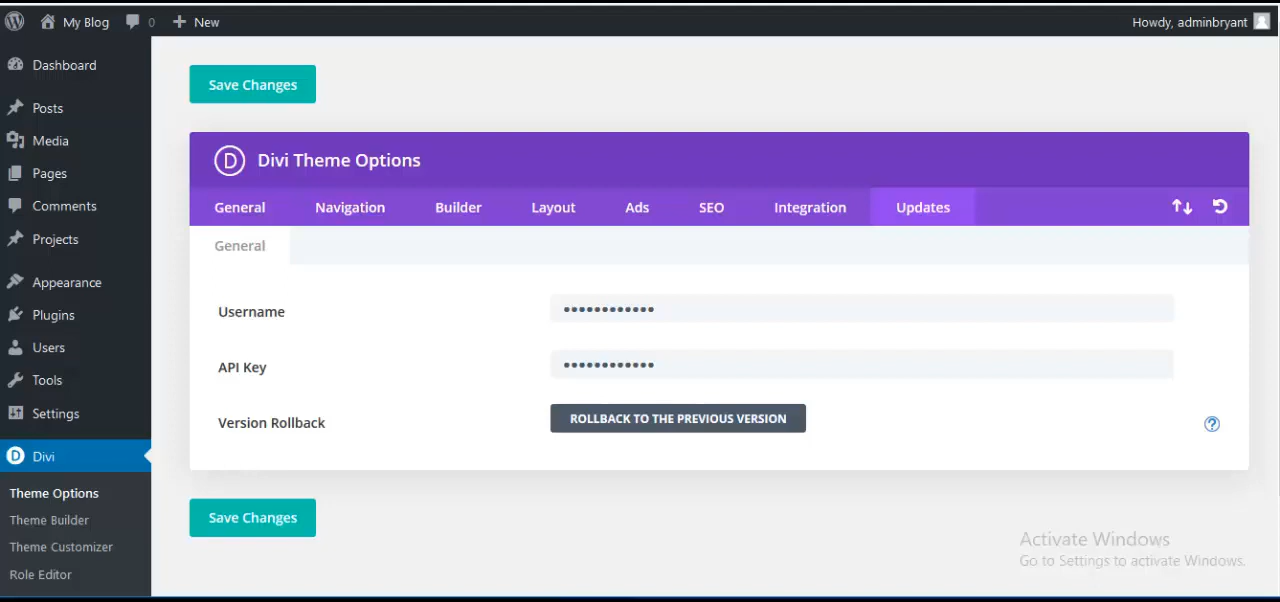 My Blog 0 New Howdy, adminbryant
Dashboard
Posts
Media
Pages
Comments
Projects
Appearance
Plugins
Users
Tools
Settings
Divi
Theme Options
Theme Builder
Theme Customizer
Role Editor
Save Changes
Divi Theme Options
General Navigation Builder Layout Ads SEO Integration Updates
General
Username ••••••••••••
API Key ••••••••••••
Version Rollback ROLLBACK TO THE PREVIOUS VERSION
Save Changes
Activate Windows
Go to Settings to activate Windows.